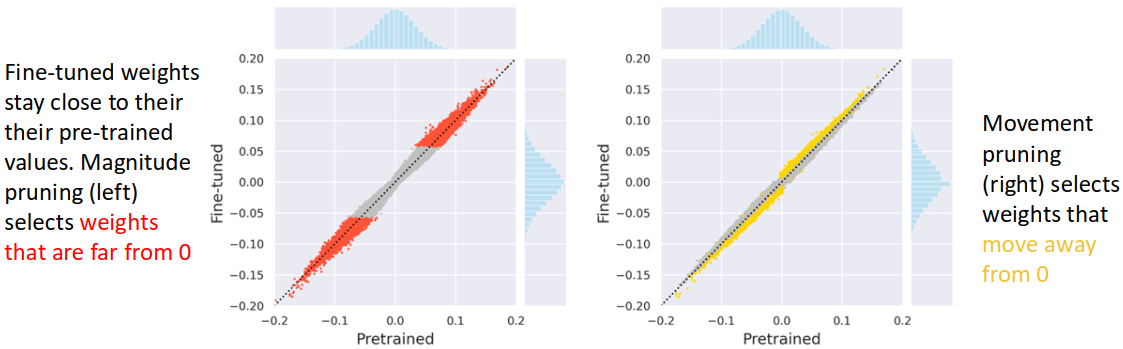 Fine-tuned weights
stay close to their
their pre-trained
values. Magnitude
pruning (left)
selects weights
that are far from 0
Fine-tuned
0.20
0.15
0.10
0.05
0.00
−0.05
−0.10
−0.15
−0.20
−0.2
−0.1
0.0
0.1
0.2
Pretrained
Fine-tuned
0.20
0.15
0.10
0.05
0.00
−0.05
−0.10
−0.15
−0.20
−0.2
−0.1
0.0
0.1
0.2
Pretrained
Movement
pruning
(right) selects
weights that
move away
from 0